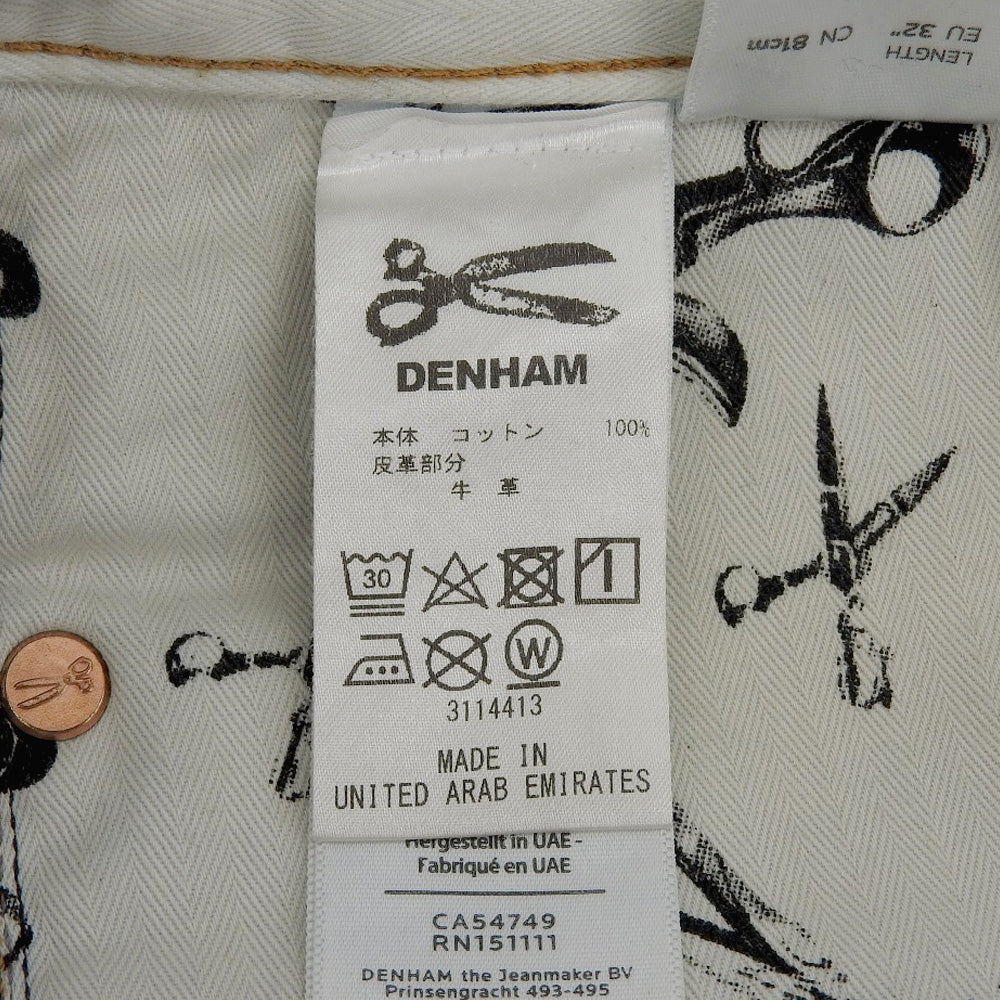 LENGTH
EU 32" CN 81cm
DENHAM
本体 コットン 100%
皮革部分
牛 革
30
W
3114413
MADE IN
UNITED ARAB EMIRATES
Hergestellt in UAE -
Fabriqué en UAE
CA54749
RN151111
DENHAM the Jeanmaker BV
Prinsengracht 493-495